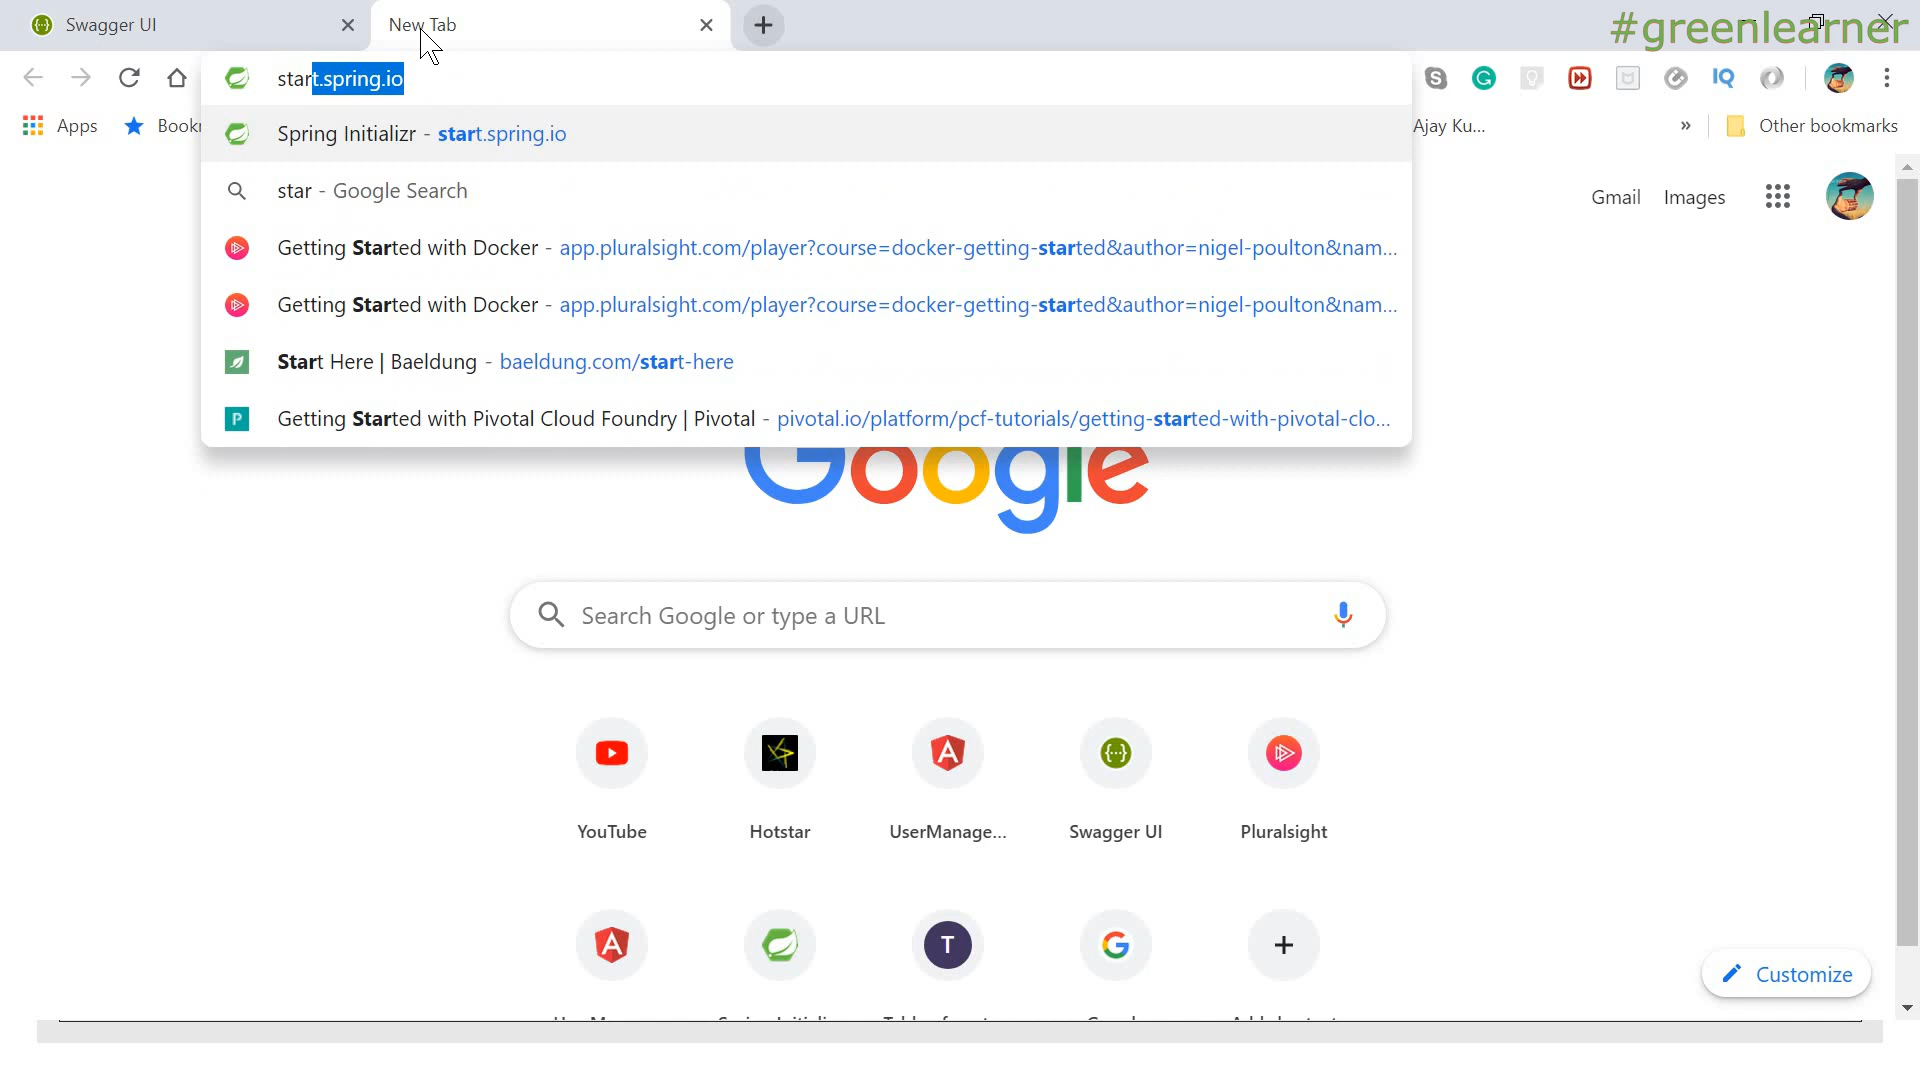 Swagger UI
New Tab
#greenlearner
start.spring.io
IQ
Apps
Ajay Ku...
»
Other bookmarks
Spring Initializr - start.spring.io
star - Google Search
Gmail
Images
Getting Started with Docker - app.pluralsight.com/player?course=docker-getting-started&author=nigel-poulton&nam...
Getting Started with Docker - app.pluralsight.com/player?course=docker-getting-started&author=nigel-poulton&nam...
Start Here | Baeldung - baeldung.com/start-here
P
Getting Started with Pivotal Cloud Foundry | Pivotal - pivotal.io/platform/pcf-tutorials/getting-started-with-pivotal-clo...
Google
Search Google or type a URL
YouTube
Hotstar
UserManage...
Swagger UI
Pluralsight
T
Customize